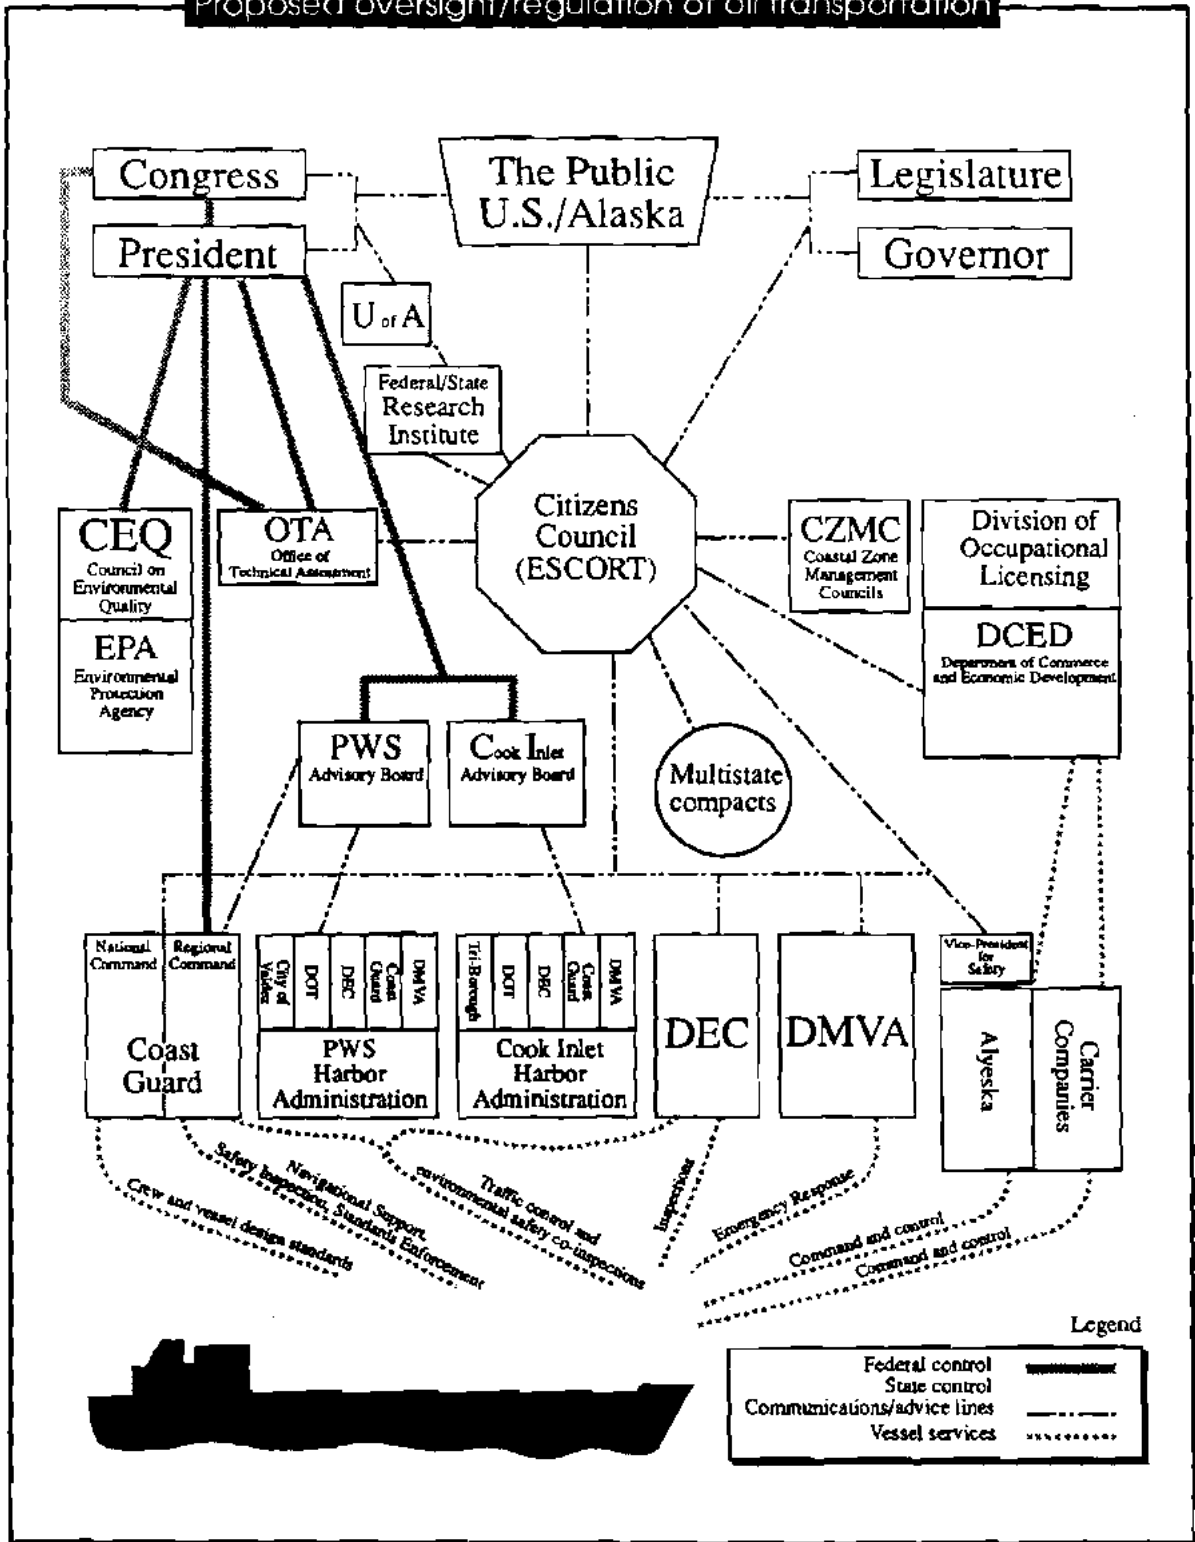 Proposed oversight/regulation of oil transportation
Congress
The Public
U.S./Alaska
Legislature
President
Governor
U of A
Federal/State
Research
Institute
Citizens
Council
(ESCORT)
CEQ
Council on
Environmental
Quality
OTA
Office of
Technical Assessment
CZMC
Coastal Zone
Management
Councils
Division of
Occupational
Licensing
EPA
Environmental
Protection
Agency
DCED
Department of Commerce
and Economic Development
PWS
Advisory Board
Cook Inlet
Advisory Board
Multistate
compacts
National
Command
Regional
Command
Coast
Guard
City of
Valdez
DOT
DEC
Coast
Guard
DMVA
PWS
Harbor
Administration
Tri-Borough
DOT
DEC
Coast
Guard
DMVA
Cook Inlet
Harbor
Administration
DEC
DMVA
Vice-President
for
Safety
Alyeska
Carrier
Companies
Crew and vessel design standards
Navigational Support,
Safety Inspection, Standards Enforcement
Traffic control and
environmental safety co-inspections
Inspections
Emergency Response
Command and control
Command and control
Legend
Federal control
State control
Communications/advice lines
Vessel services